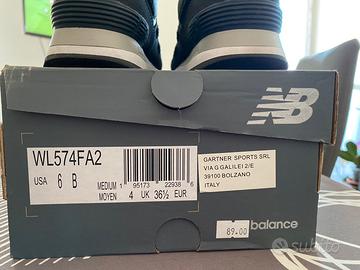 NB
WL574FA2
USA 6 B
MEDIUM
MOYEN
1 95173 22938 6
4 UK 36½ EUR
GARTNER SPORTS SRL
VIA G GALILEI 2/E
39100 BOLZANO
ITALY
balance
89.00
subito